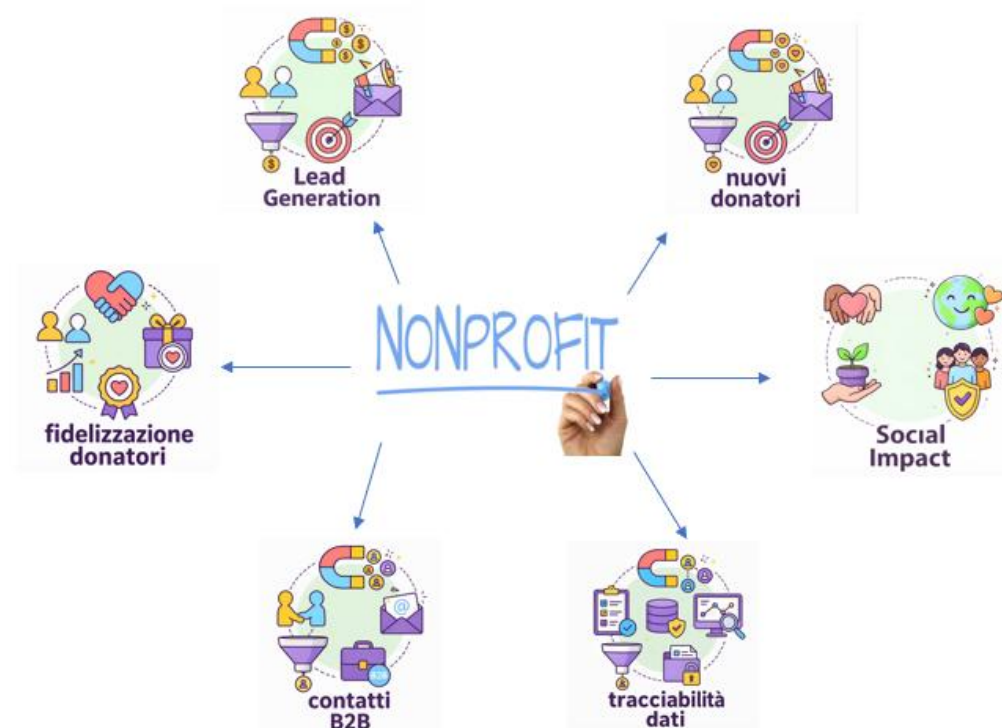 Lead
Generation
nuovi
donatori
fidelizzazione
donatori
NONPROFIT
Social
Impact
contatti
B2B
tracciabilità
dati
@